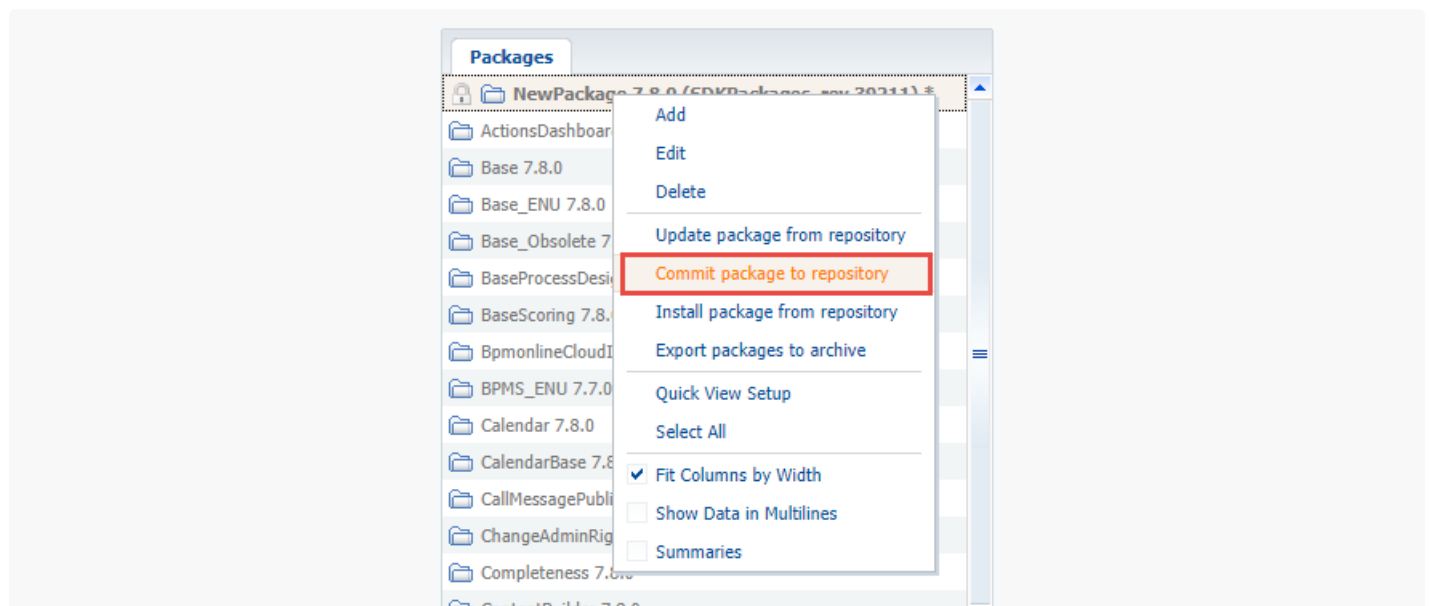 Packages
NewPackage 7.8.0 (SDKPackages, rev.39211) *
ActionsDashboar
Base 7.8.0
Base_ENU 7.8.0
Base_Obsolete 7
BaseProcessDesi
BaseScoring 7.8.
BpmonlineCloudI
BPMS_ENU 7.7.0
Calendar 7.8.0
CalendarBase 7.8
CallMessagePubli
ChangeAdminRig
Completeness 7.8.0
Add
Edit
Delete
Update package from repository
Commit package to repository
Install package from repository
Export packages to archive
Quick View Setup
Select All
Fit Columns by Width
Show Data in Multilines
Summaries